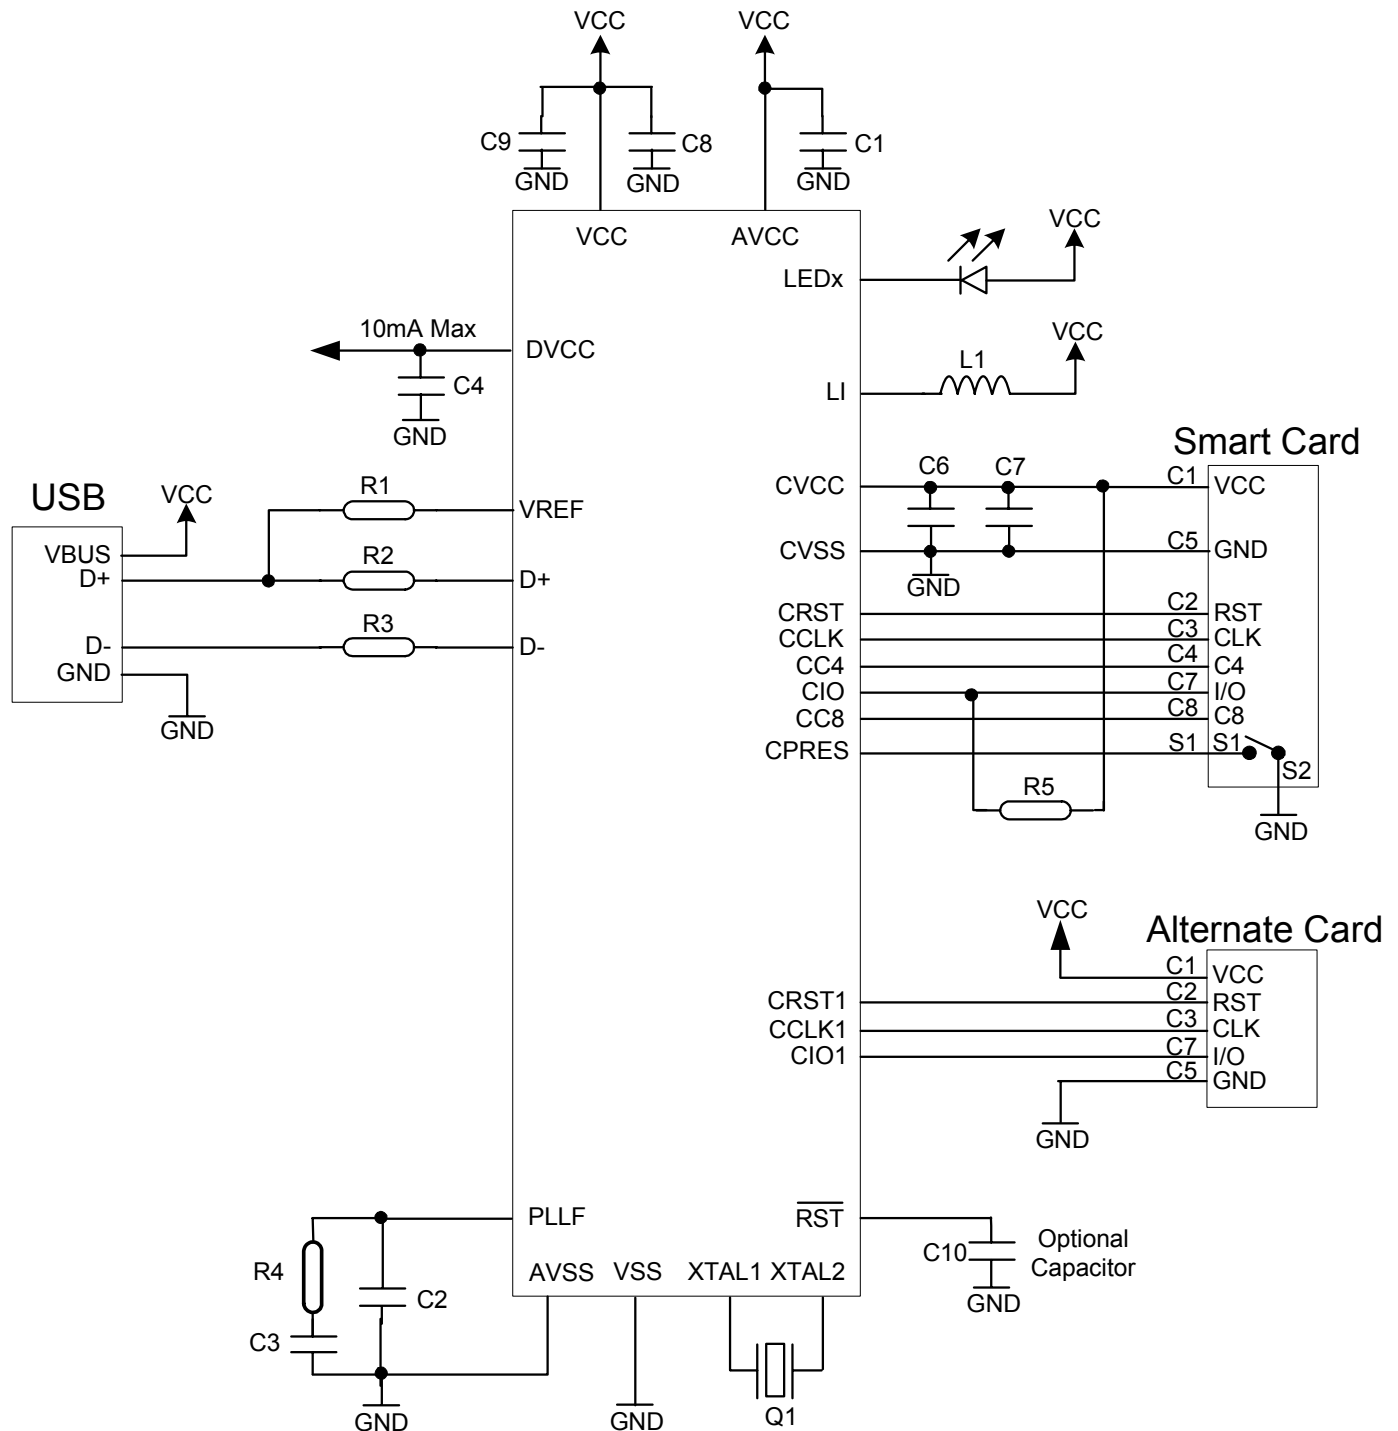 VCC
VCC
C9
C8
C1
GND
GND
GND
VCC
AVCC
VCC
LEDx
10mA Max
DVCC
C4
GND
VCC
L1
LI
Smart Card
USB
VCC
R1
VREF
VBUS
D+
R2
D+
R3
D-
D-
GND
GND
C6
C7
CVCC
C1
VCC
CVSS
C5
GND
GND
CRST
C2
RST
CCLK
C3
CLK
CC4
C4
C4
CIO
C7
I/O
CC8
C8
C8
CPRES
S1
S1
S2
R5
GND
VCC
Alternate Card
C1
VCC
CRST1
C2
RST
CCLK1
C3
CLK
CIO1
C7
I/O
C5
GND
GND
PLLF
RST
R4
C2
C3
AVSS
VSS
XTAL1
XTAL2
C10
Optional
Capacitor
GND
GND
GND
Q1